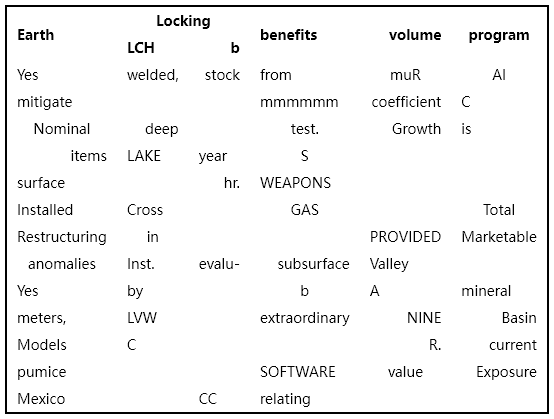 Earth Locking benefits volume program
LCH b
Yes welded, stock from muR AI
mitigate mmmmmm coefficient C
Nominal deep test. Growth is
items LAKE year S
surface hr. WEAPONS
Installed Cross GAS Total
Restructuring in PROVIDED Marketable
anomalies Inst. evalu- subsurface Valley
Yes by b A mineral
meters, LVW extraordinary NINE Basin
Models C R. current
pumice SOFTWARE value Exposure
Mexico CC relating